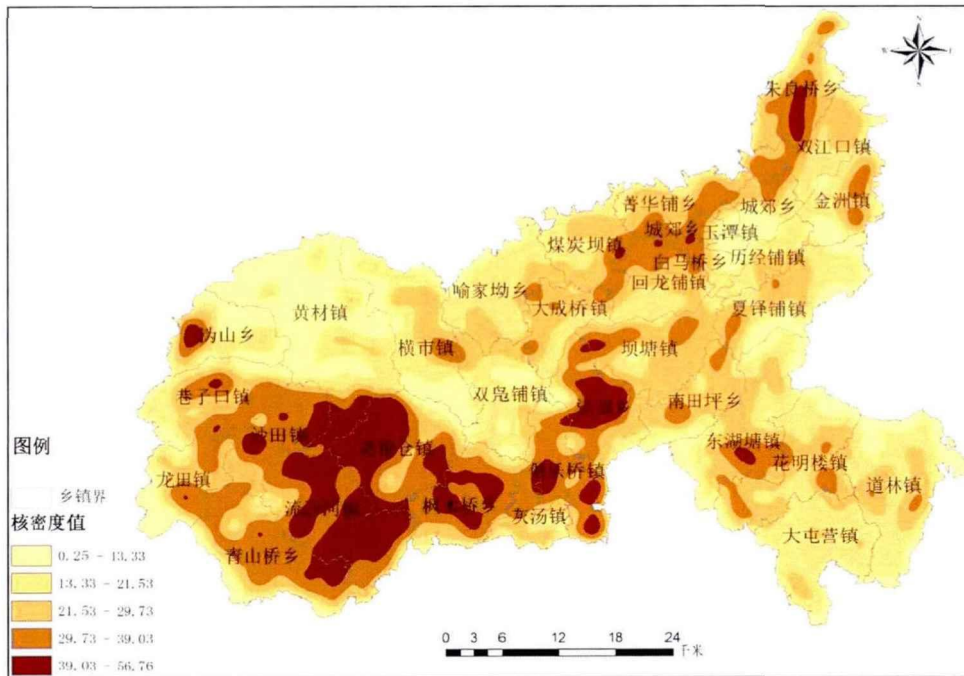 N
W
E
S
朱良桥乡
双江口镇
菁华铺乡
城郊乡
金洲镇
煤炭坝镇
城郊乡
玉潭镇
白马桥乡
历经铺镇
回龙铺镇
喻家坳乡
大成桥镇
夏铎铺镇
黄材镇
沩山乡
横市镇
坝塘镇
巷子口镇
双凫铺镇
南田坪乡
沙田镇
老粮仓镇
东湖塘镇
花明楼镇
龙田镇
道林镇
枫木桥乡
灰汤镇
大屯营镇
青山桥乡
图例
乡镇界
核密度值
0.25 - 13.33
13.33 - 21.53
21.53 - 29.73
29.73 - 39.03
39.03 - 56.76
0 3 6 12 18 24
千米